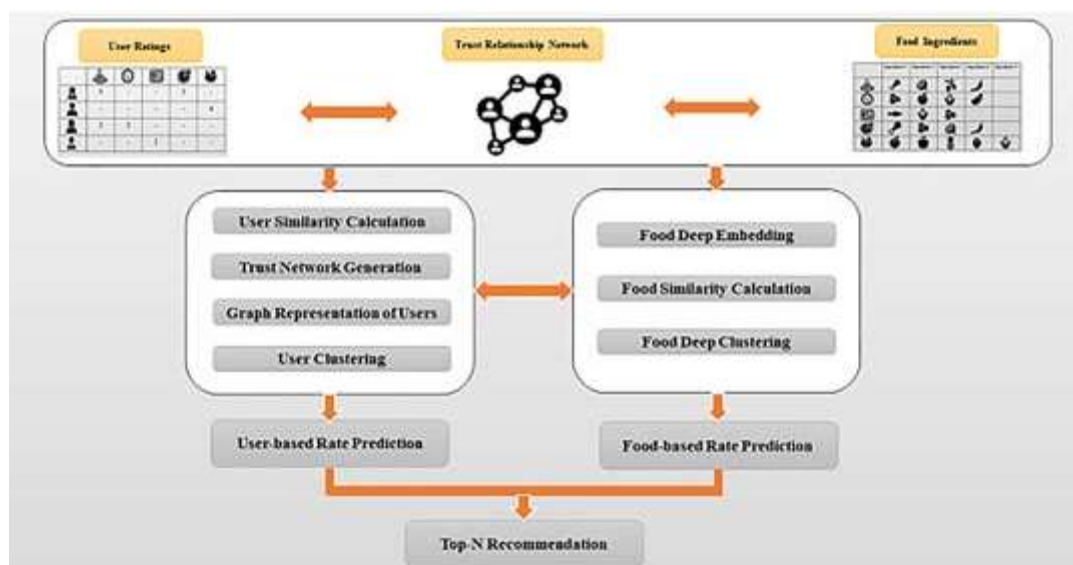 User Ratings
Trust Relationship Network
Food Ingredients
User Similarity Calculation
Trust Network Generation
Graph Representation of Users
User Clustering
Food Deep Embedding
Food Similarity Calculation
Food Deep Clustering
User-based Rate Prediction
Food-based Rate Prediction
Top-N Recommendation